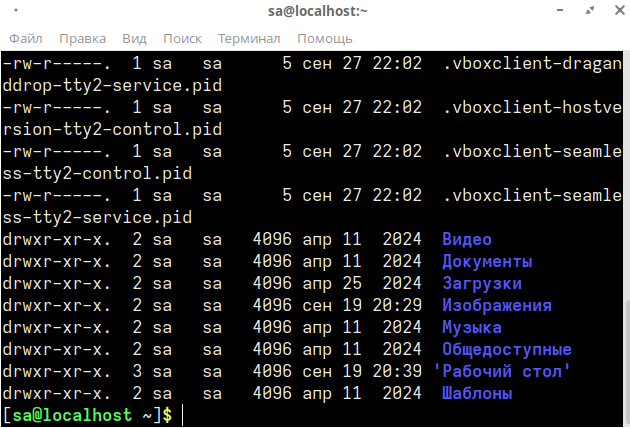 sa@localhost:~
Файл Правка Вид Поиск Терминал Помощь
-rw-r-----. 1 sa sa 5 сен 27 22:02 .vboxclient-dragan
ddrop-tty2-service.pid
-rw-r-----. 1 sa sa 5 сен 27 22:02 .vboxclient-hostve
rsion-tty2-control.pid
-rw-r-----. 1 sa sa 5 сен 27 22:02 .vboxclient-seamle
ss-tty2-control.pid
-rw-r-----. 1 sa sa 5 сен 27 22:02 .vboxclient-seamle
ss-tty2-service.pid
drwxr-xr-x. 2 sa sa 4096 апр 11 2024 Видео
drwxr-xr-x. 2 sa sa 4096 апр 11 2024 Документы
drwxr-xr-x. 2 sa sa 4096 апр 25 2024 Загрузки
drwxr-xr-x. 2 sa sa 4096 сен 19 20:29 Изображения
drwxr-xr-x. 2 sa sa 4096 апр 11 2024 Музыка
drwxr-xr-x. 2 sa sa 4096 апр 11 2024 Общедоступные
drwxr-xr-x. 3 sa sa 4096 сен 19 20:39 'Рабочий стол'
drwxr-xr-x. 2 sa sa 4096 апр 11 2024 Шаблоны
[sa@localhost ~]$